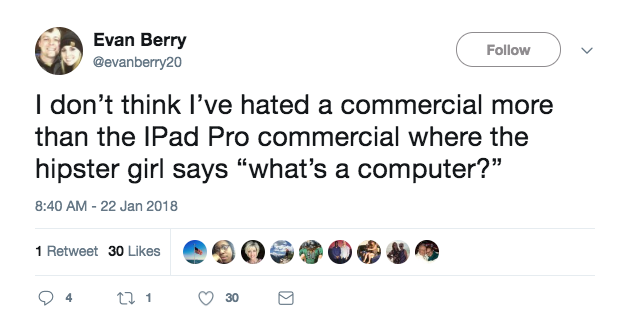 Evan Berry
@evanberry20
Follow
I don’t think I’ve hated a commercial more
than the IPad Pro commercial where the
hipster girl says “what’s a computer?”
8:40 AM - 22 Jan 2018
1 Retweet 30 Likes
4 1 30